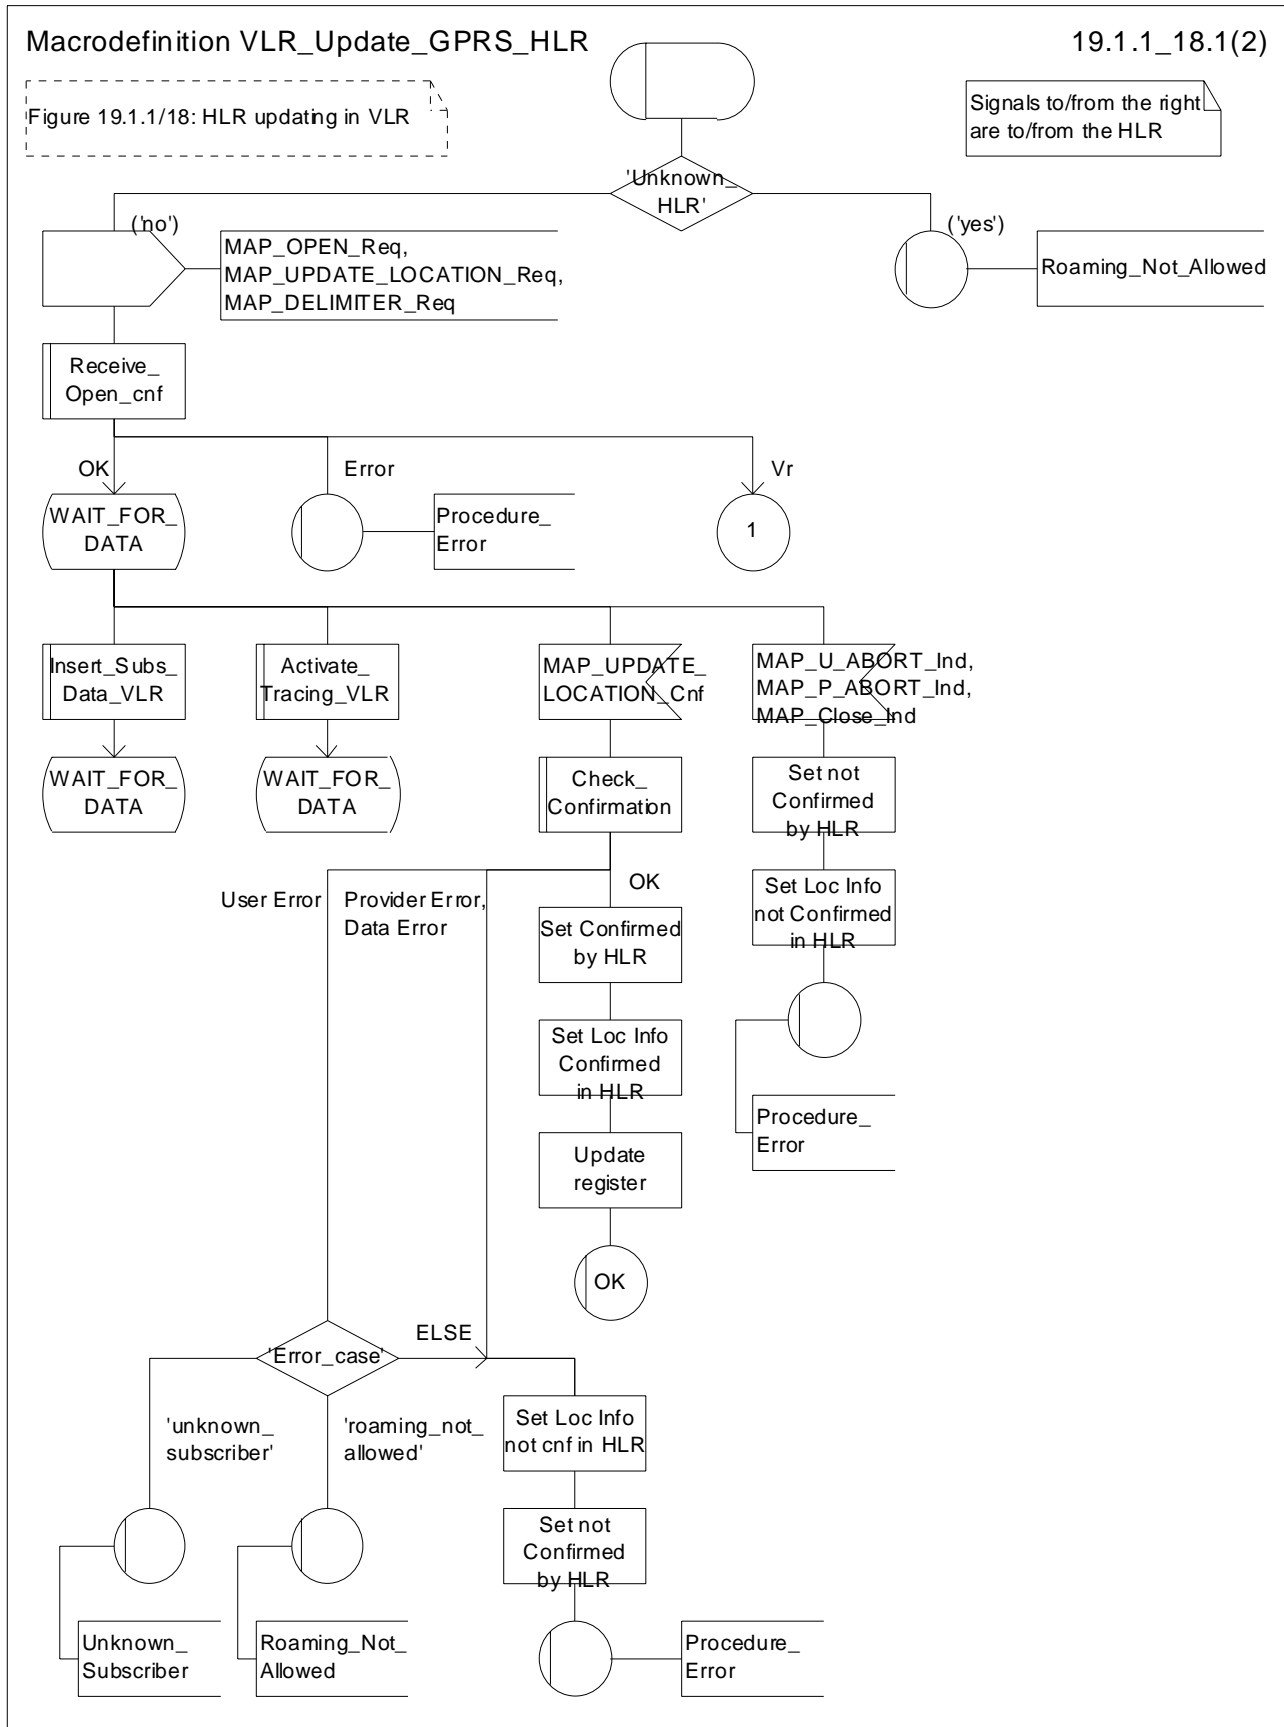 Macrodefinition VLR_Update_GPRS_HLR
19.1.1_18.1(2)
Figure 19.1.1/18: HLR updating in VLR
Signals to/from the right
are to/from the HLR
'Unknown_
HLR'
('no')
('yes')
MAP_OPEN_Req,
MAP_UPDATE_LOCATION_Req,
MAP_DELIMITER_Req
Roaming_Not_Allowed
Receive_
Open_cnf
OK
Error
Vr
WAIT_FOR_
DATA
Procedure_
Error
1
Insert_Subs_
Data_VLR
Activate_
Tracing_VLR
MAP_UPDATE_
LOCATION_Cnf
MAP_U_ABORT_Ind,
MAP_P_ABORT_Ind,
MAP_Close_Ind
WAIT_FOR_
DATA
WAIT_FOR_
DATA
Check_
Confirmation
Set not
Confirmed
by HLR
User Error
Provider Error,
Data Error
OK
Set Confirmed
by HLR
Set Loc Info
not Confirmed
in HLR
Set Loc Info
Confirmed
in HLR
Procedure_
Error
Update
register
OK
'Error_case'
ELSE
'unknown_
subscriber'
'roaming_not_
allowed'
Set Loc Info
not cnf in HLR
Set not
Confirmed
by HLR
Unknown_
Subscriber
Roaming_Not_
Allowed
Procedure_
Error